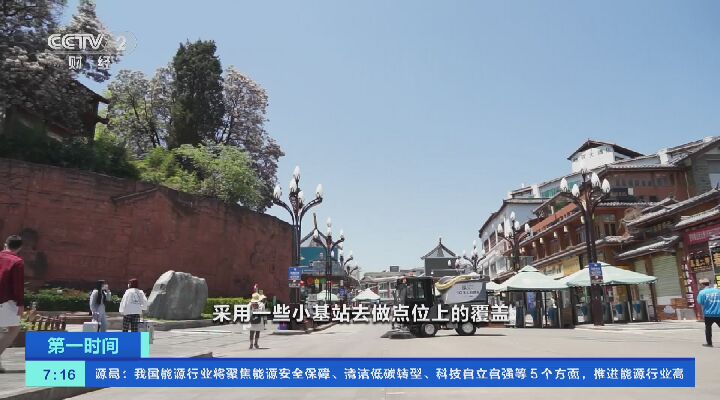 CCTV 2
财经
采用一些小基站去做点位上的覆盖
第一时间
7:16
源局：我国能源行业将聚焦能源安全保障、清洁低碳转型、科技自立自强等5个方面，推进能源行业高